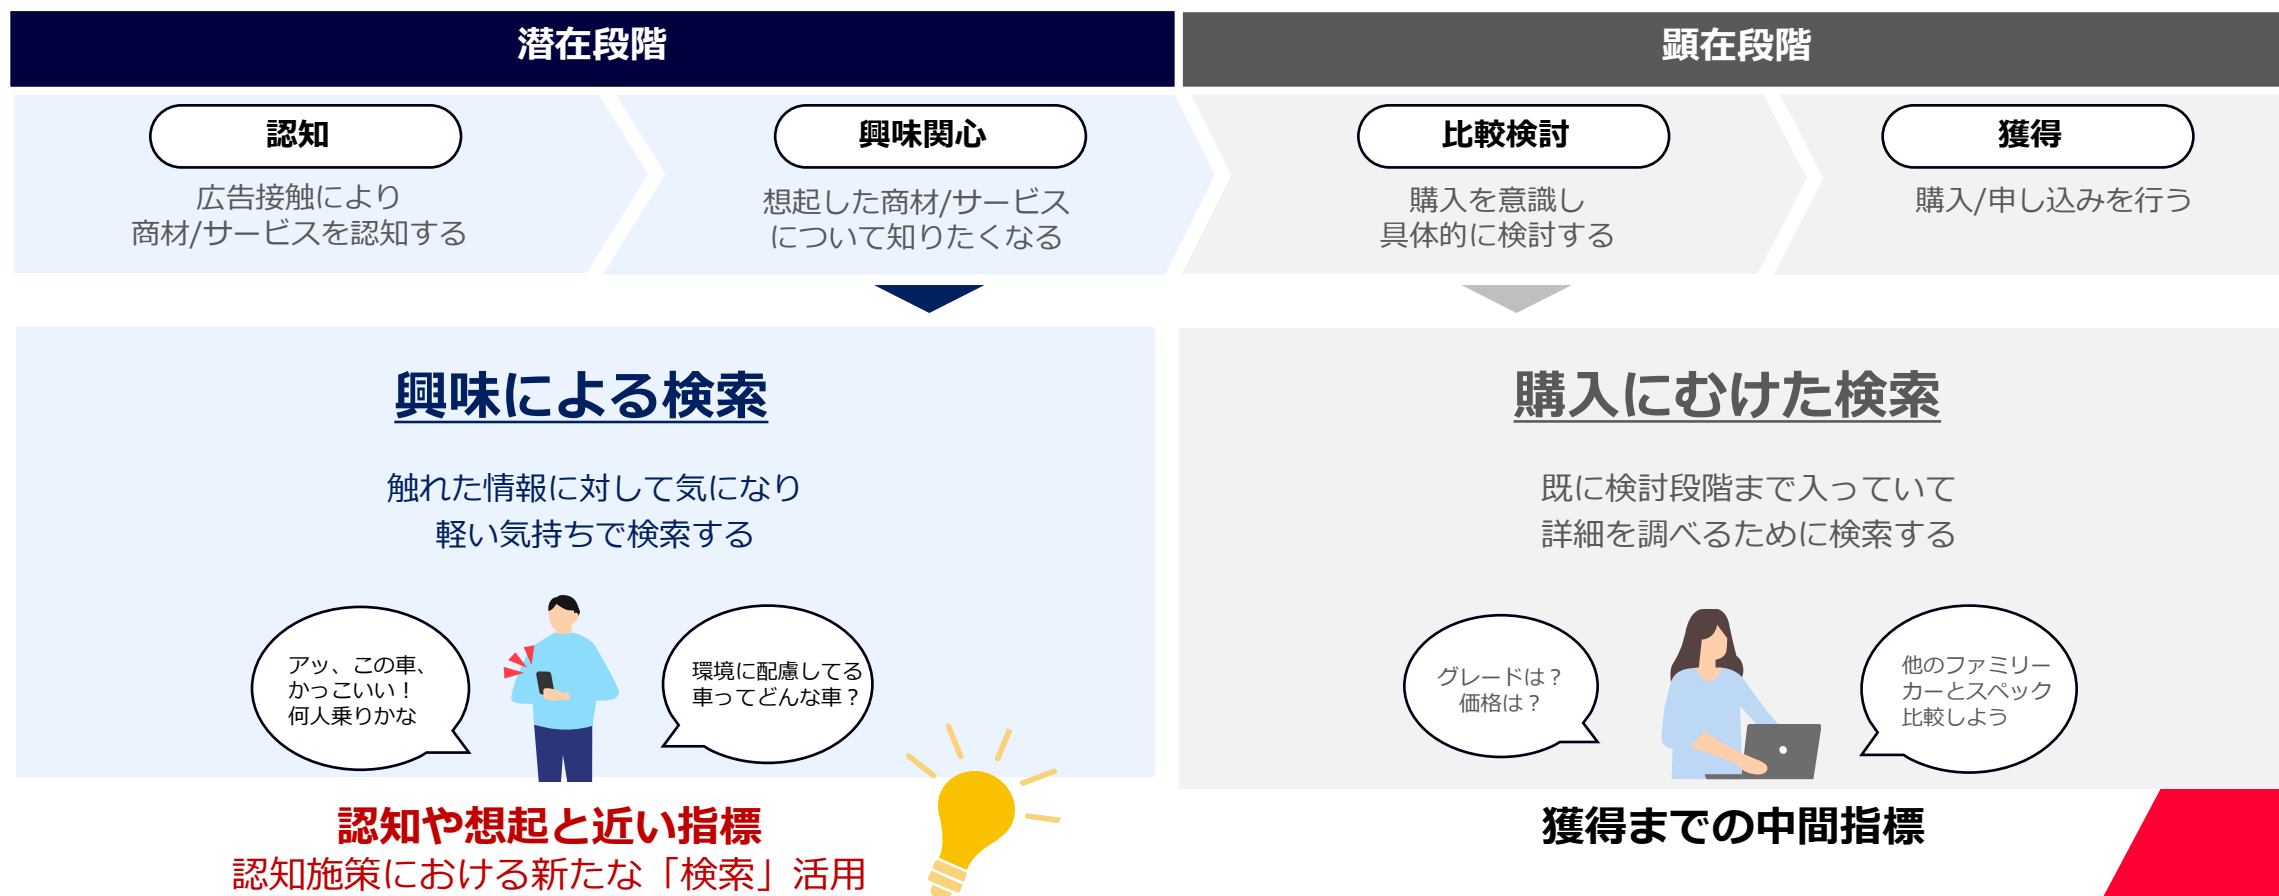 潜在段階
顕在段階
認知
広告接触により
商材/サービスを認知する
興味関心
想起した商材/サービス
について知りたくなる
比較検討
購入を意識し
具体的に検討する
獲得
購入/申し込みを行う
興味による検索
触れた情報に対して気になり
軽い気持ちで検索する
アッ、この車、
かっこいい！
何人乗りかな
環境に配慮してる
車ってどんな車？
認知や想起と近い指標
認知施策における新たな「検索」活用
購入にむけた検索
既に検討段階まで入っていて
詳細を調べるために検索する
グレードは？
価格は？
他のファミリー
カーとスペック
比較しよう
獲得までの中間指標